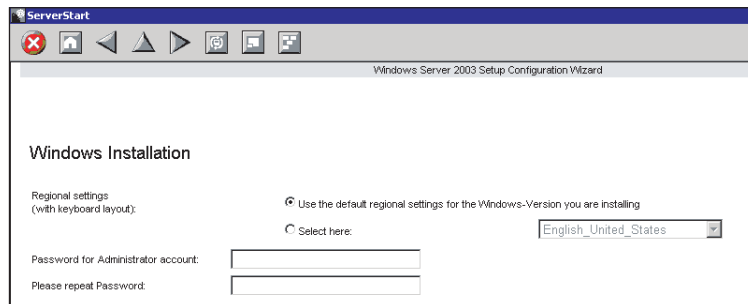 ServerStart
Windows Server 2003 Setup Configuration Wizard
Windows Installation
Regional settings
(with keyboard layout):
Use the default regional settings for the Windows-Version you are installing
Select here:
English_United_States
Password for Administrator account:
Please repeat Password: